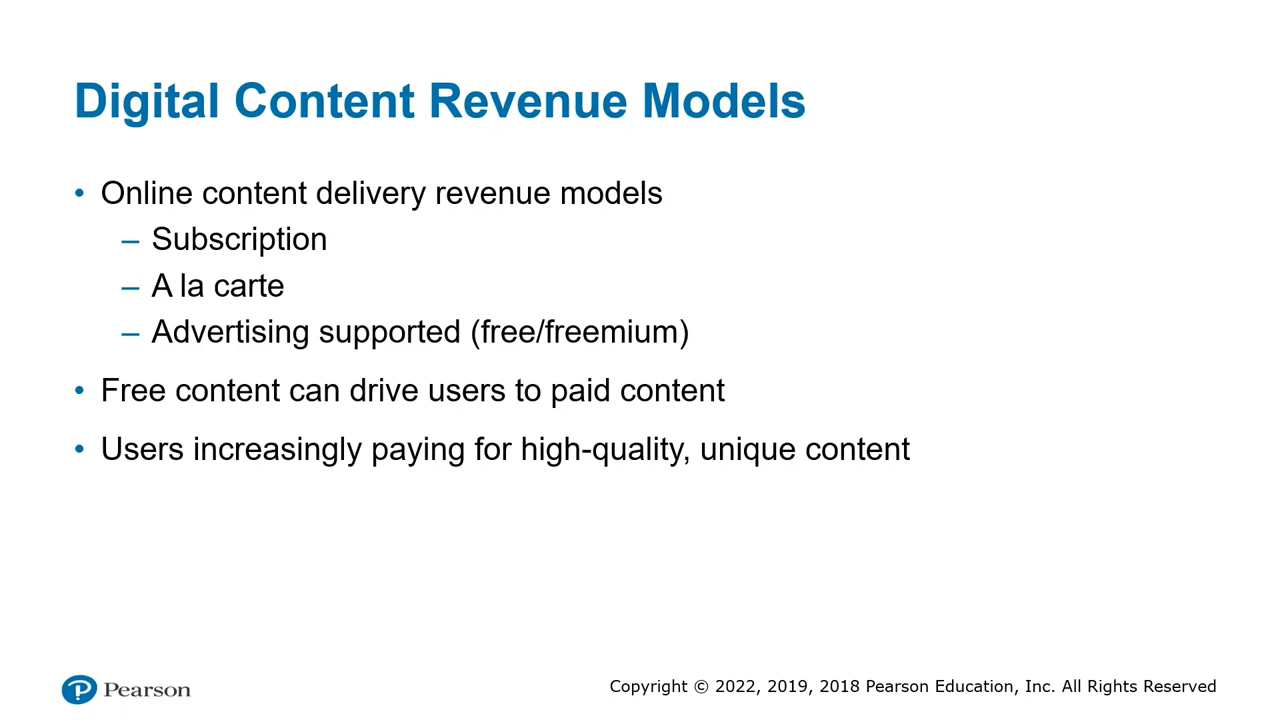 Digital Content Revenue Models
• Online content delivery revenue models
– Subscription
– A la carte
– Advertising supported (free/freemium)
• Free content can drive users to paid content
• Users increasingly paying for high-quality, unique content
Pearson
Copyright © 2022, 2019, 2018 Pearson Education, Inc. All Rights Reserved